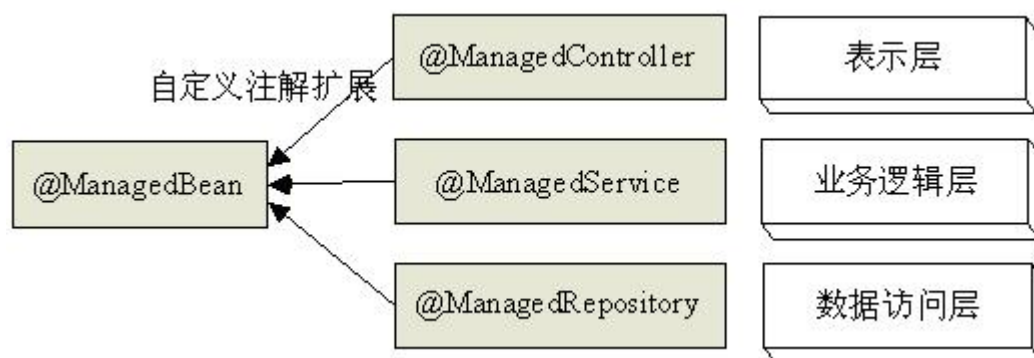 @ManagedController
表示层
自定义注解扩展
@ManagedBean
@ManagedService
业务逻辑层
@ManagedRepository
数据访问层